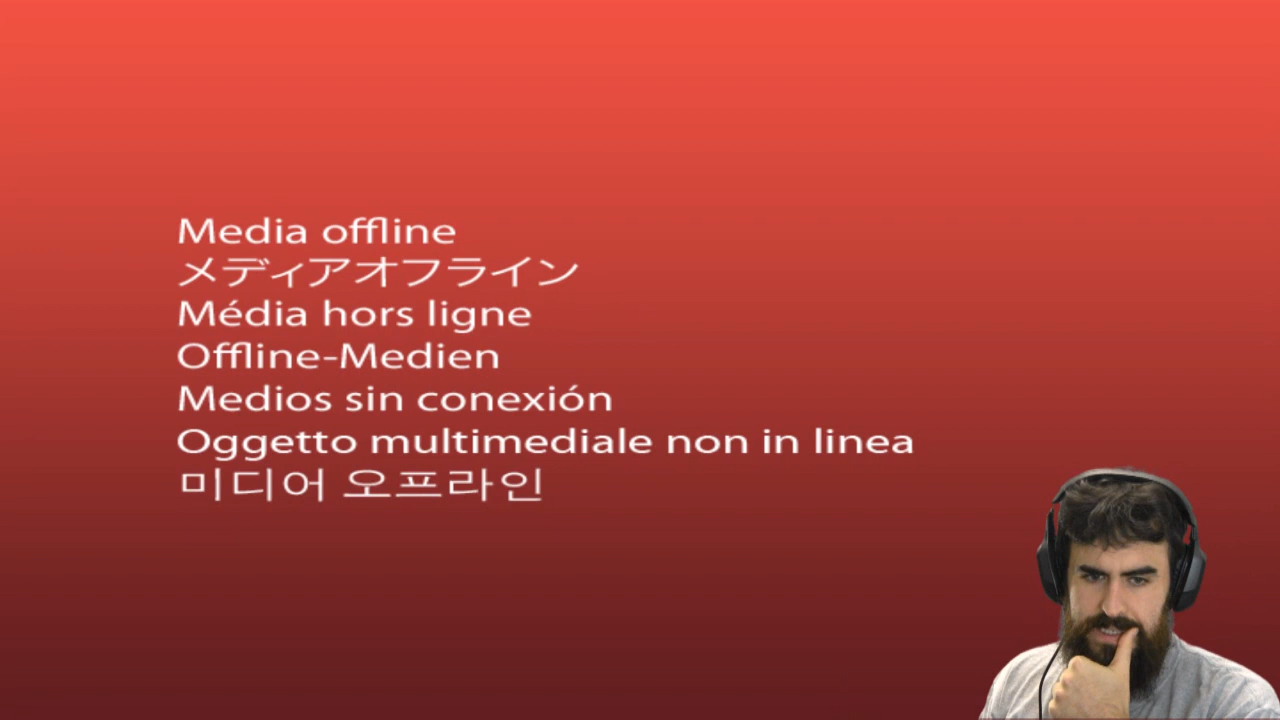 Media offline
メディアオフライン
Média hors ligne
Offline-Medien
Medios sin conexión
Oggetto multimediale non in linea
미디어 오프라인